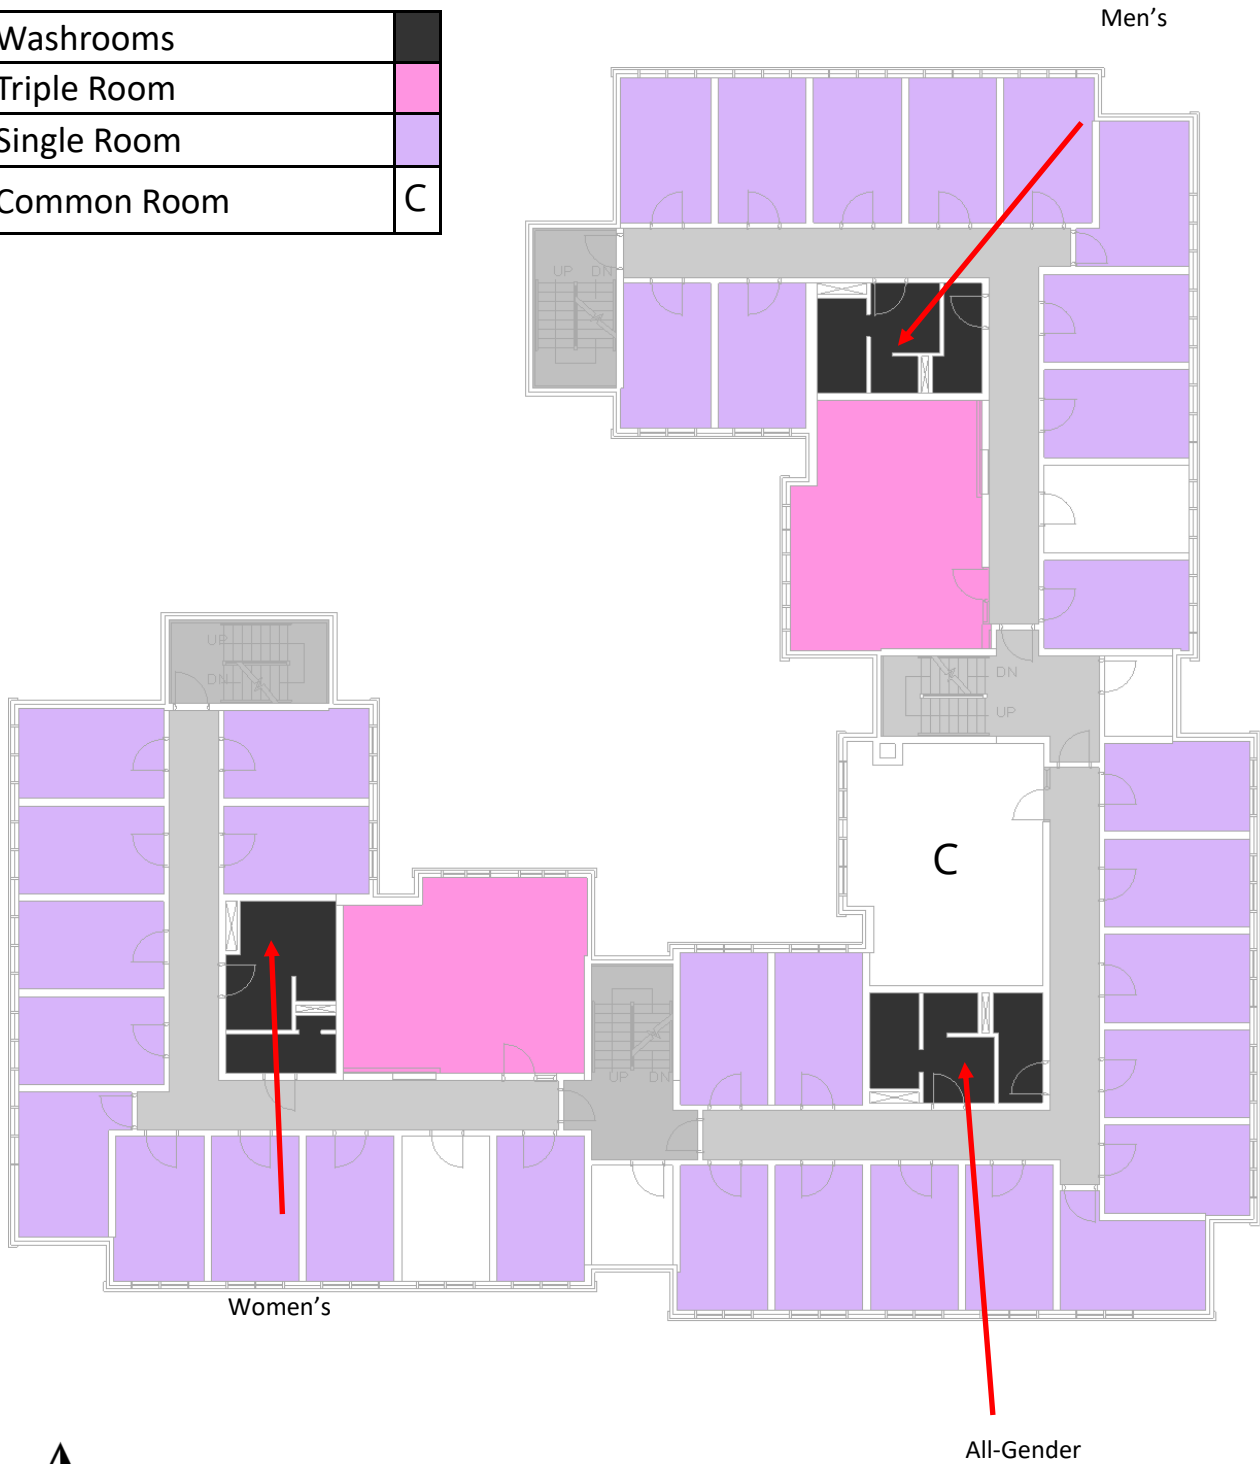 Men's
Washrooms
Triple Room
Single Room
Common Room C
UP DN
UP
DN
DN
UP
C
UP DN
Women's
All-Gender